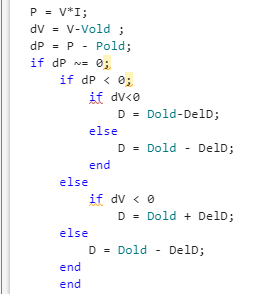 P = V*I;
dV = V-Vold ;
dP = P - Pold;
if dP ~= 0;
if dP < 0;
if dV<0
D = Dold-DelD;
else
D = Dold - DelD;
end
else
if dV < 0
D = Dold + DelD;
else
D = Dold - DelD;
end
end